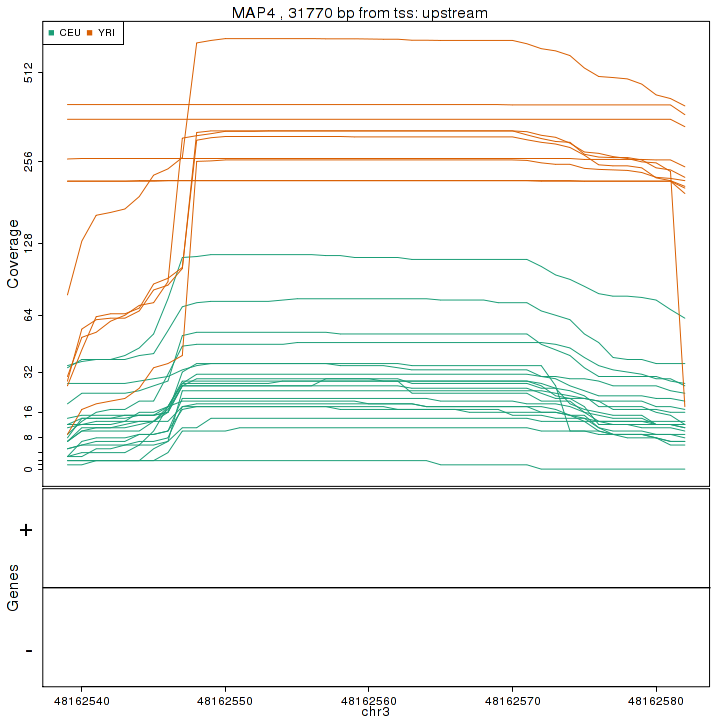 MAP4 , 31770 bp from tss: upstream
CEU YRI
512
256
128
64
32
16
8
0
Coverage
+
-
Genes
48162540 48162550 48162560 48162570 48162580
chr3